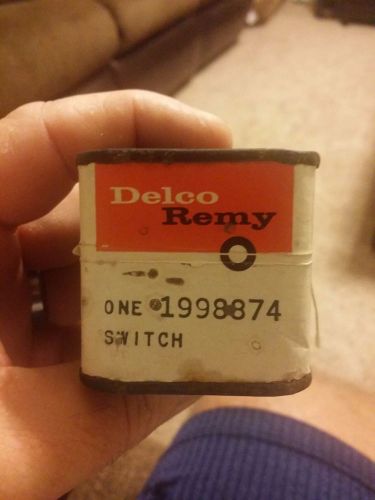 Delco
Remy
ONE 1998874
SWITCH